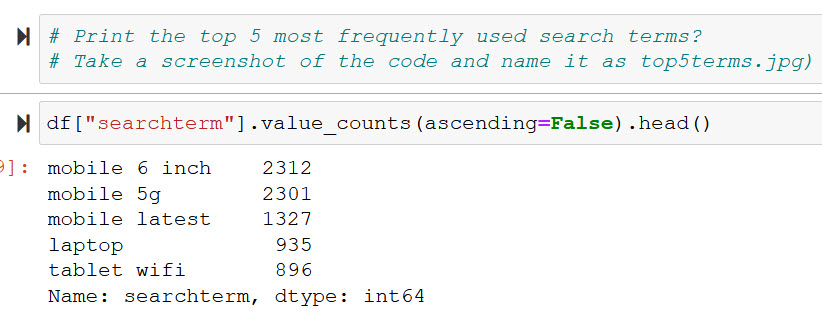 # Print the top 5 most frequently used search terms?
# Take a screenshot of the code and name it as top5terms.jpg)
df["searchterm"].value_counts(ascending=False).head()
9]: mobile 6 inch    2312
mobile 5g        2301
mobile latest    1327
laptop            935
tablet wifi       896
Name: searchterm, dtype: int64